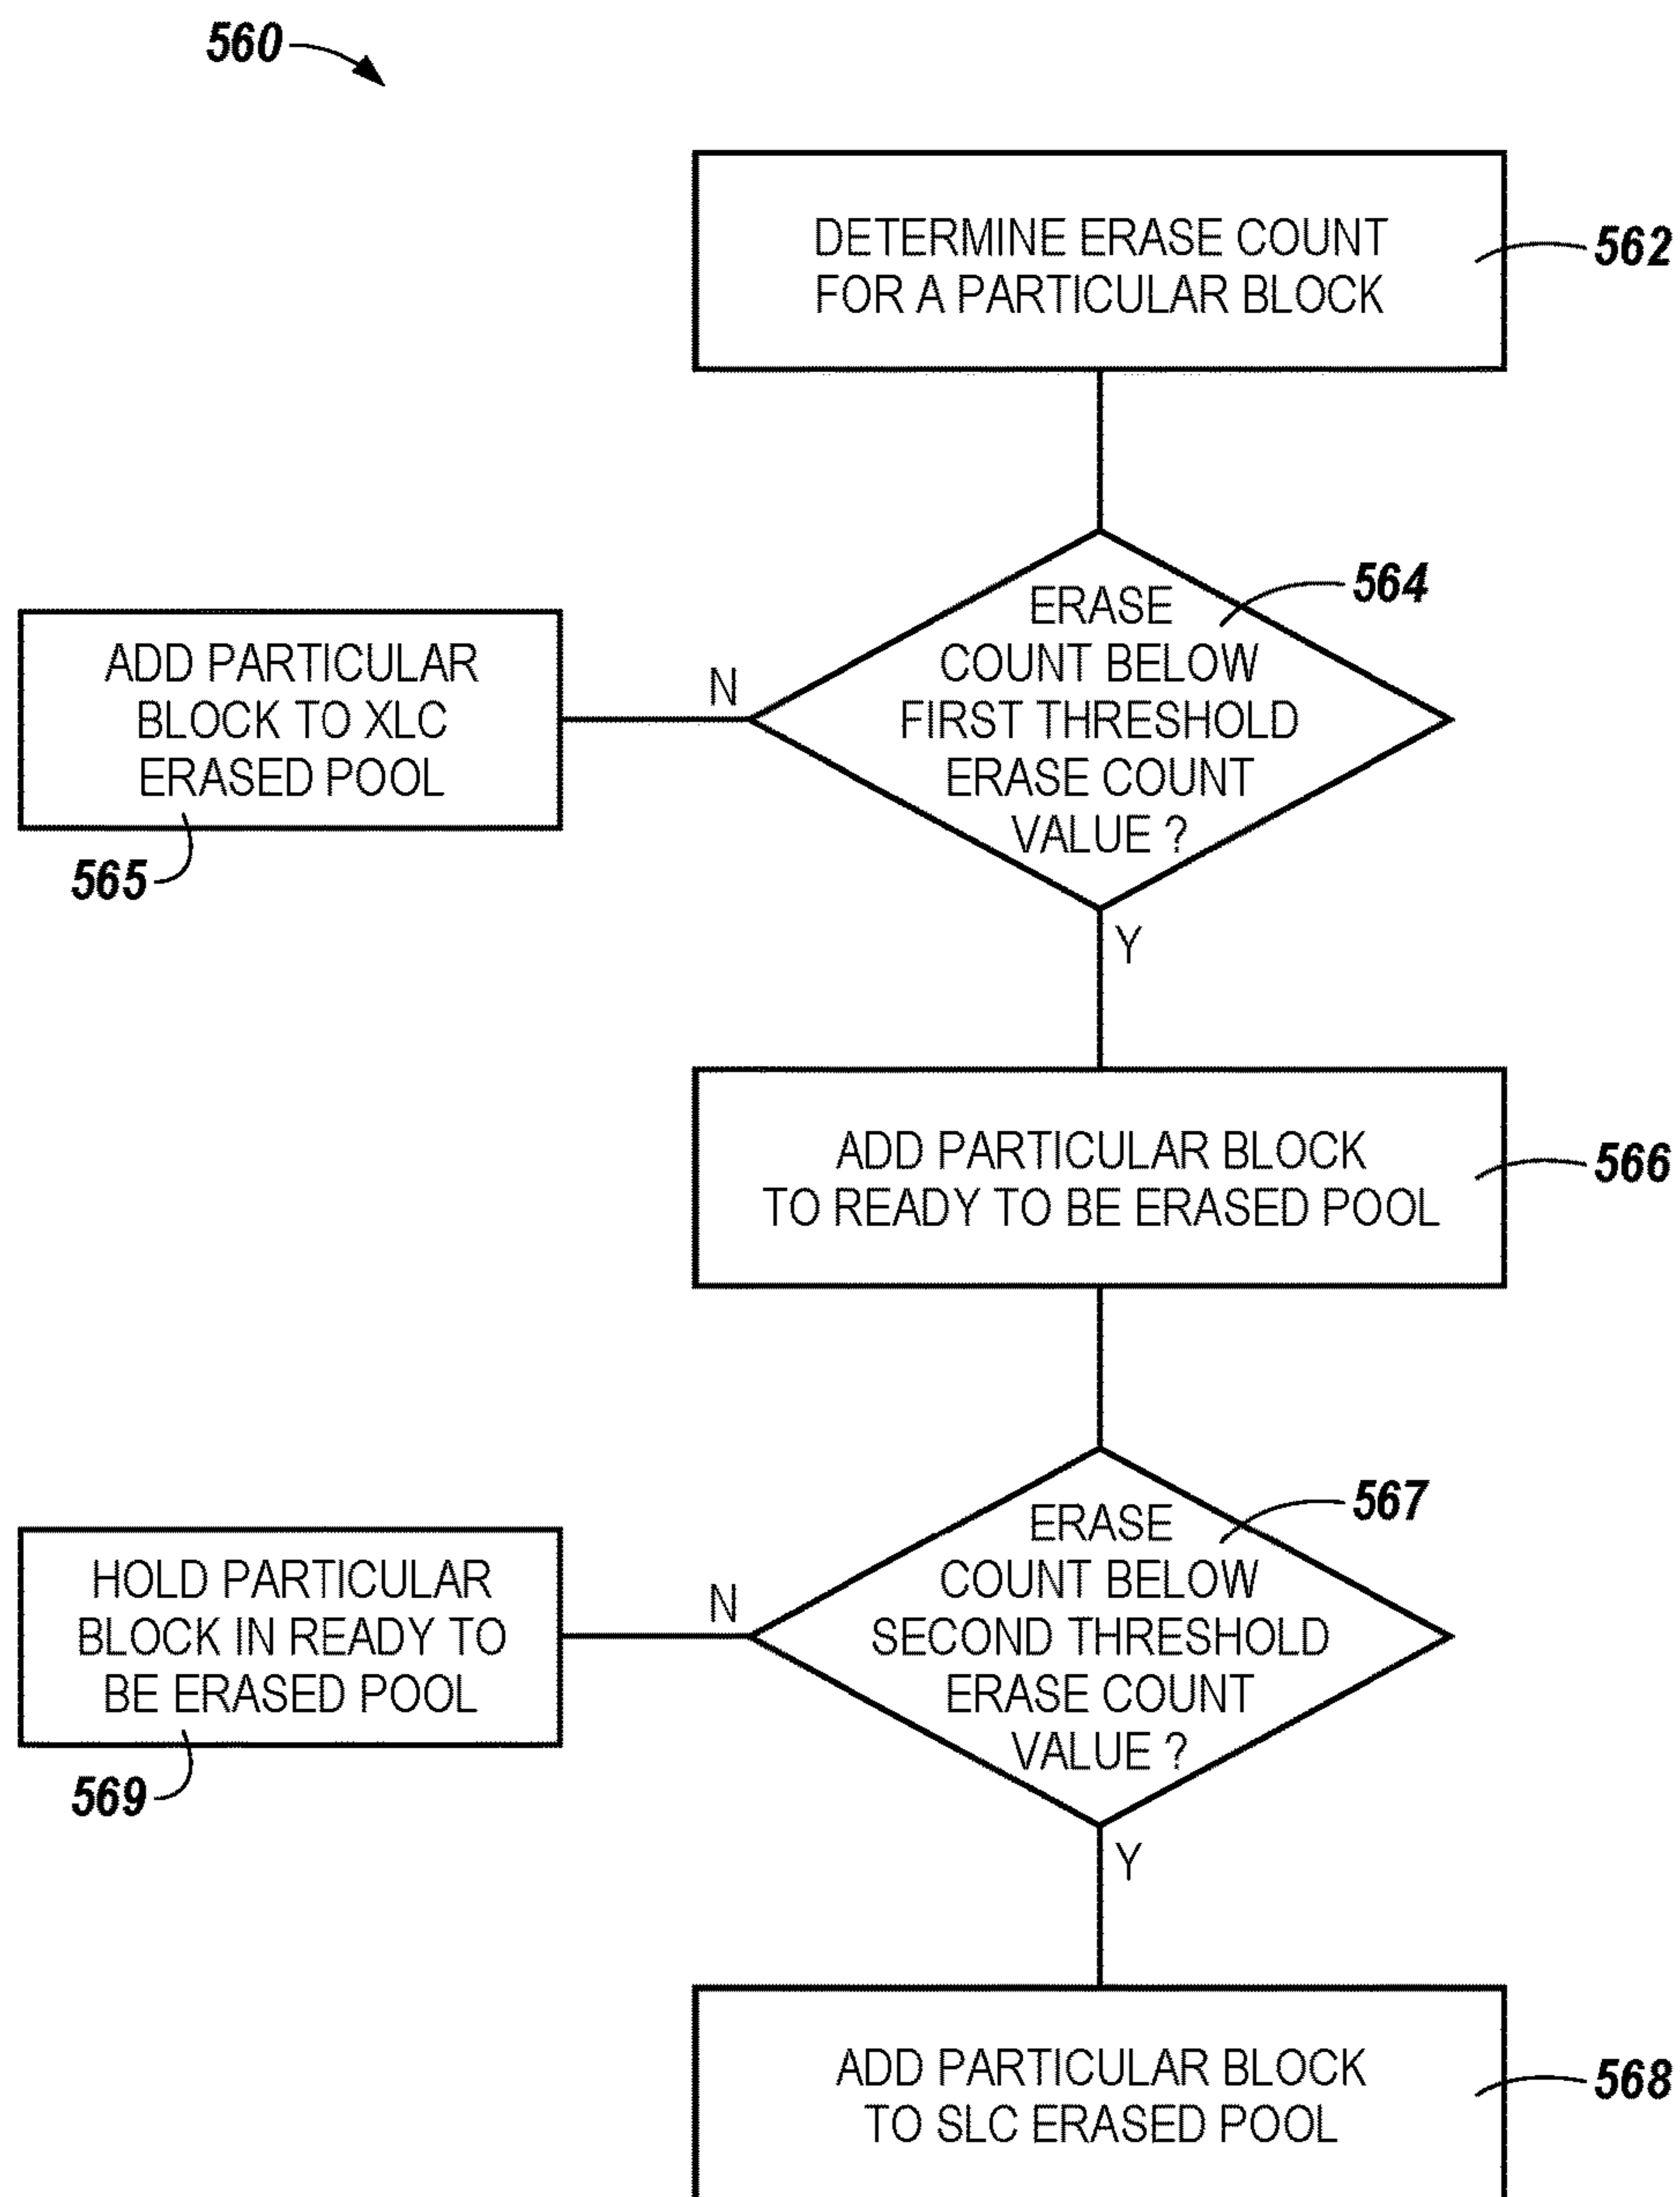 560
DETERMINE ERASE COUNT
FOR A PARTICULAR BLOCK
562
ERASE
COUNT BELOW
FIRST THRESHOLD
ERASE COUNT
VALUE ?
564
N
ADD PARTICULAR
BLOCK TO XLC
ERASED POOL
565
Y
ADD PARTICULAR BLOCK
TO READY TO BE ERASED POOL
566
ERASE
COUNT BELOW
SECOND THRESHOLD
ERASE COUNT
VALUE ?
567
N
HOLD PARTICULAR
BLOCK IN READY TO
BE ERASED POOL
569
Y
ADD PARTICULAR BLOCK
TO SLC ERASED POOL
568